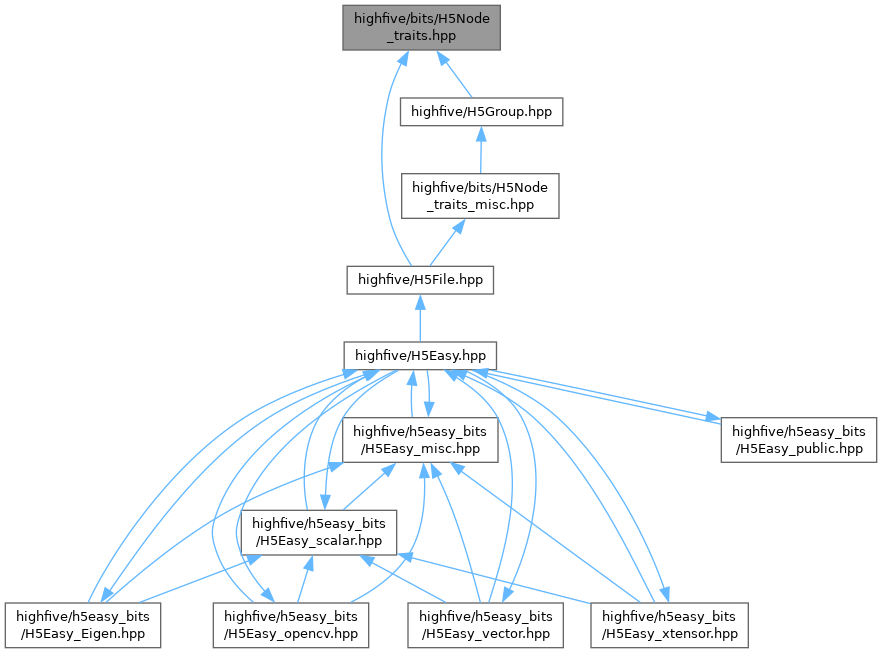 highfive/bits/H5Node
_traits.hpp
highfive/H5Group.hpp
highfive/bits/H5Node
_traits_misc.hpp
highfive/H5File.hpp
highfive/H5Easy.hpp
highfive/h5easy_bits
/H5Easy_misc.hpp
highfive/h5easy_bits
/H5Easy_public.hpp
highfive/h5easy_bits
/H5Easy_scalar.hpp
highfive/h5easy_bits
/H5Easy_Eigen.hpp
highfive/h5easy_bits
/H5Easy_opencv.hpp
highfive/h5easy_bits
/H5Easy_vector.hpp
highfive/h5easy_bits
/H5Easy_xtensor.hpp